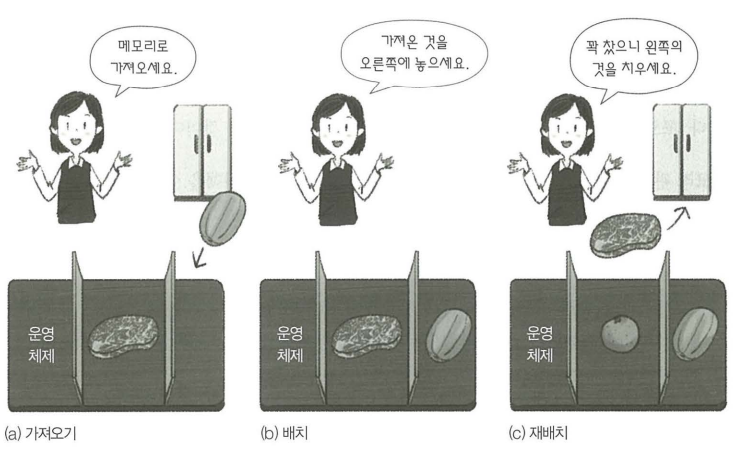 메모리로
가져오세요.
가져온 것을
오른쪽에 놓으세요.
꽉 찼으니 왼쪽의
것을 치우세요.
운영
체제
운영
체제
운영
체제
(a) 가져오기
(b) 배치
(c) 재배치